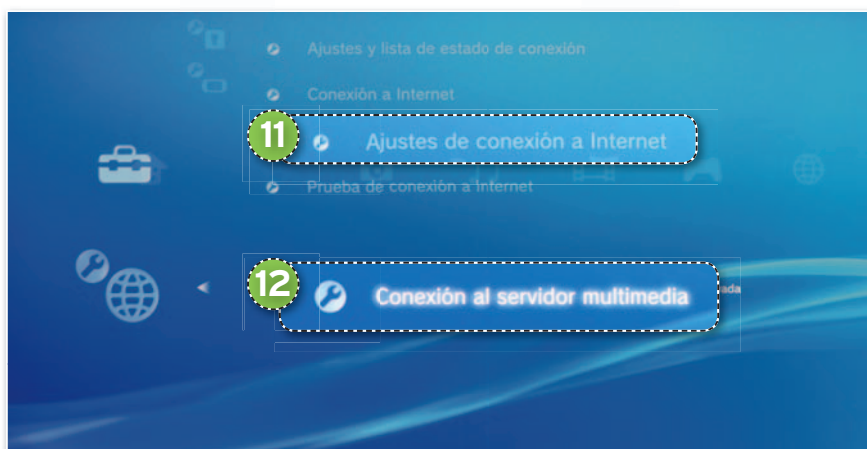 Ajustes y lista de estado de conexión
Conexión a Internet
11 Ajustes de conexión a Internet
Prueba de conexión a Internet
12 Conexión al servidor multimedia